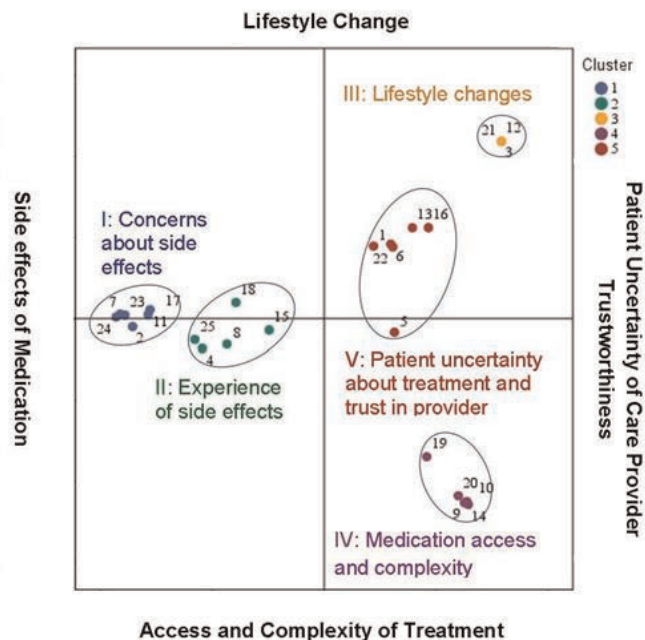 Lifestyle Change
Cluster
1
2
3
4
5
III: Lifestyle changes
21 12
3
Side effects of Medication
Patient Uncertainty of Care Provider
Trustworthiness
I: Concerns
about side
effects
1316
1
22 6
7 23 17
24 11
2
18
25 15
8
4
5
II: Experience
of side effects
V: Patient uncertainty
about treatment and
trust in provider
19
20 10
9 14
IV: Medication access
and complexity
Access and Complexity of Treatment